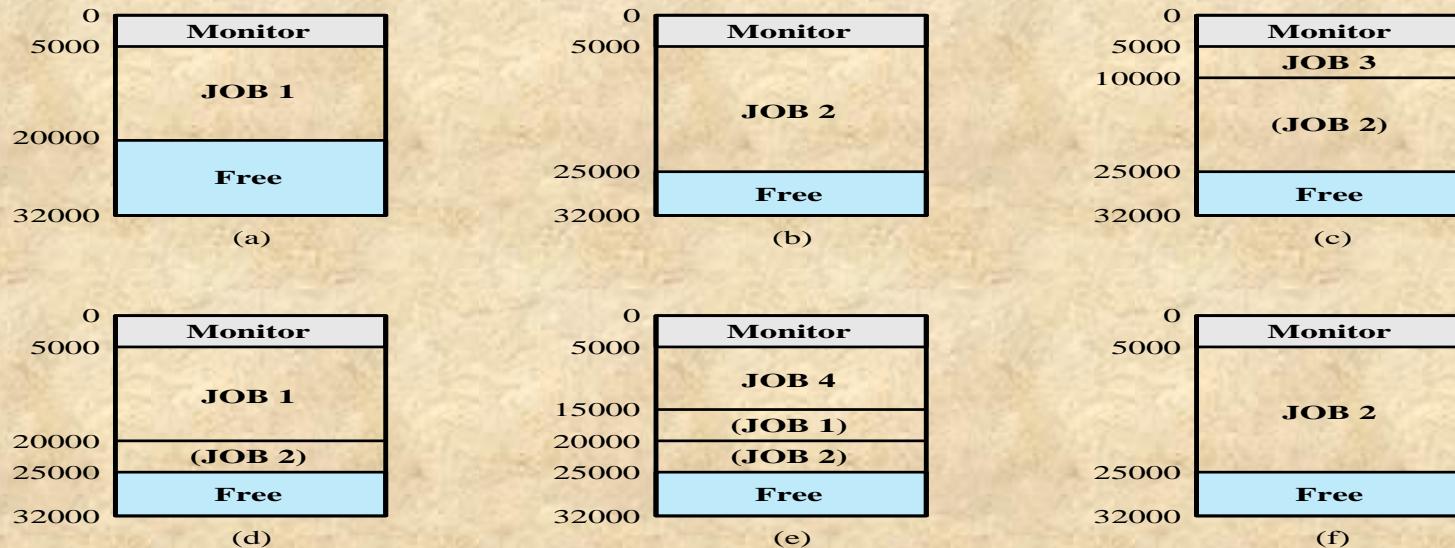 0
Monitor
5000
JOB 1
20000
Free
32000
(a)
0
Monitor
5000
JOB 2
25000
Free
32000
(b)
0
Monitor
5000
JOB 3
10000
(JOB 2)
25000
Free
32000
(c)
0
Monitor
5000
JOB 1
20000
(JOB 2)
25000
Free
32000
(d)
0
Monitor
5000
JOB 4
15000
(JOB 1)
20000
(JOB 2)
25000
Free
32000
(e)
0
Monitor
5000
JOB 2
25000
Free
32000
(f)